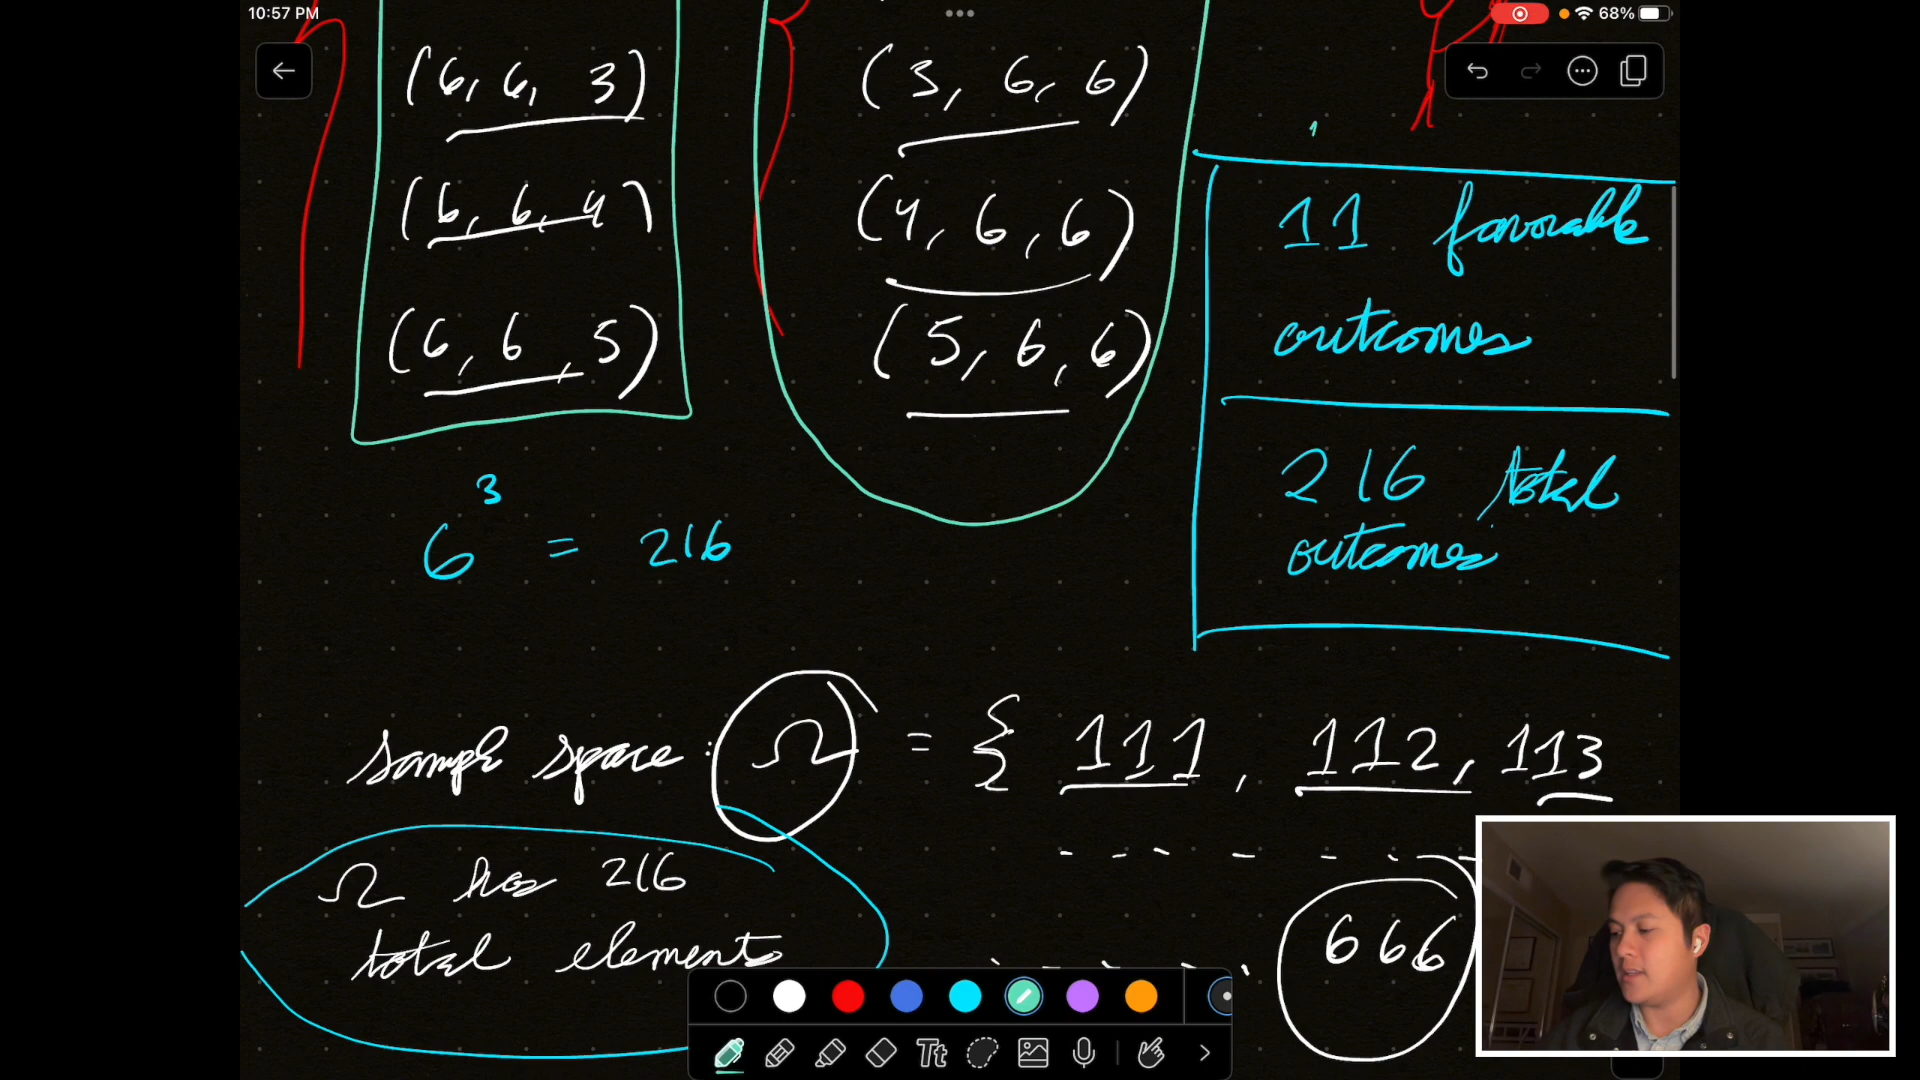 10:57 PM
68%
(6, 6, 3)
(6, 6, 4)
(6, 6, 5)
(3, 6, 6)
(4, 6, 6)
(5, 6, 6)
11 favorable
outcomes
216 total
outcomes
6³ = 216
sample space: Ω = { 111, 112, 113
- - - - - - -
Ω has 216
total elements
. - . - . 666
Tt